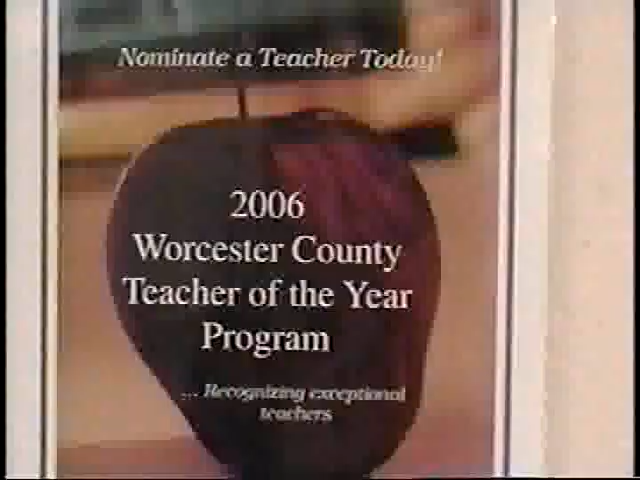 Nominate a Teacher Today!
2006
Worcester County
Teacher of the Year
Program
... Recognizing exceptional
teachers